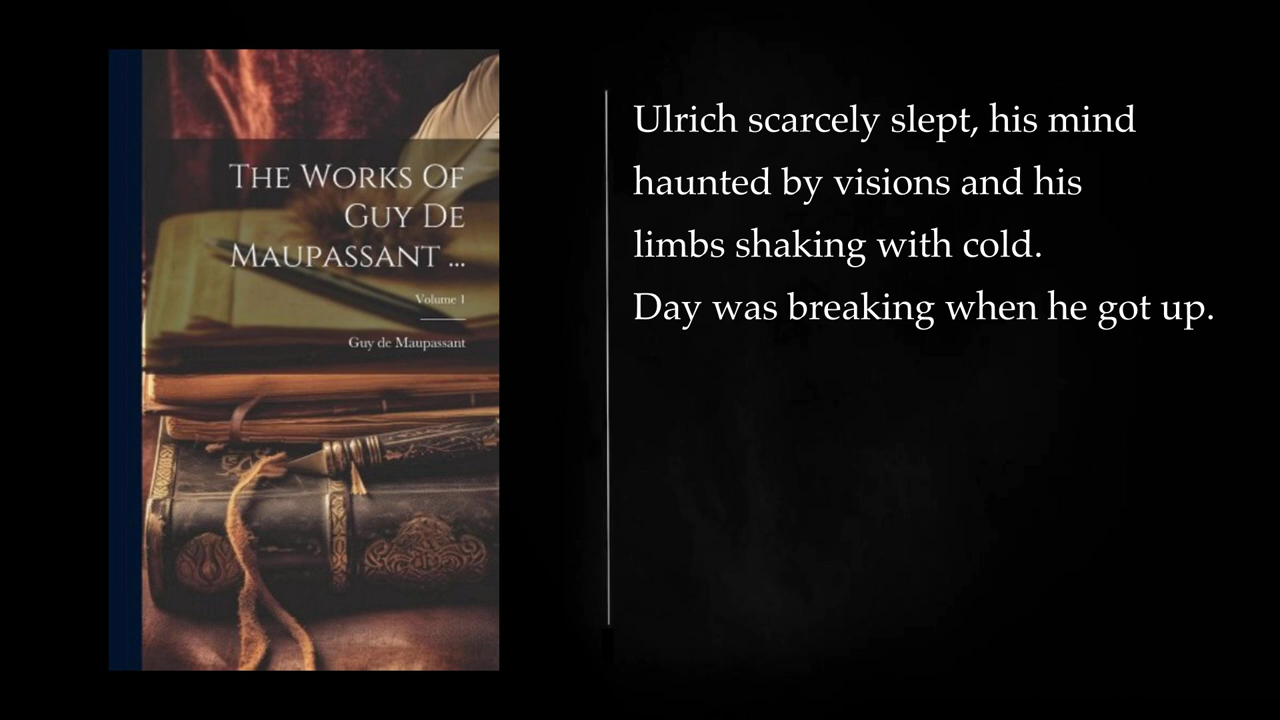 The Works Of
Guy De
Maupassant ...
Volume 1
Guy de Maupassant
Ulrich scarcely slept, his mind
haunted by visions and his
limbs shaking with cold.
Day was breaking when he got up.